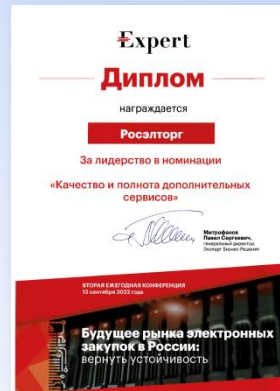 Expert
Диплом
награждается
Росэлторг
За лидерство в номинации
«Качество и полнота дополнительных
сервисов»
Митрофанов
Павел Сергеевич,
генеральный директор,
Эксперт Бизнес-Решения
ВТОРАЯ ЕЖЕГОДНАЯ КОНФЕРЕНЦИЯ
13 сентября 2022 года
Будущее рынка электронных
закупок в России:
вернуть устойчивость